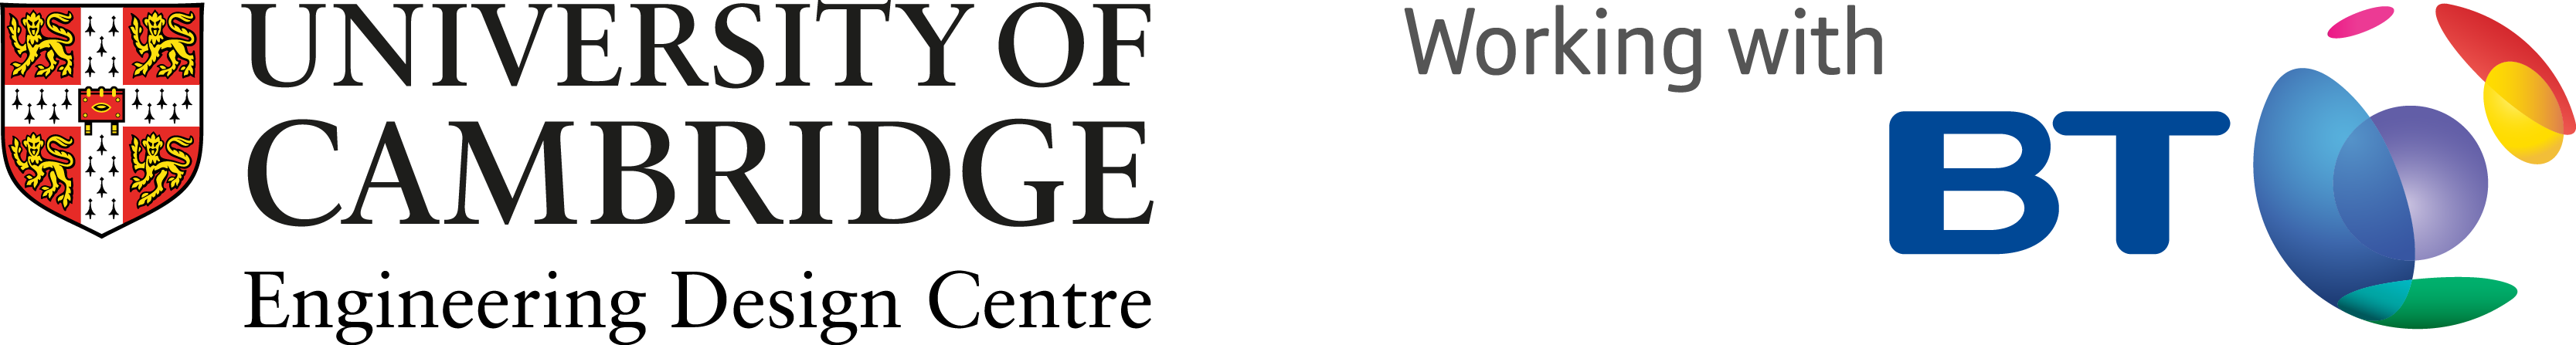 UNIVERSITY OF
CAMBRIDGE
Engineering Design Centre
Working with
BT